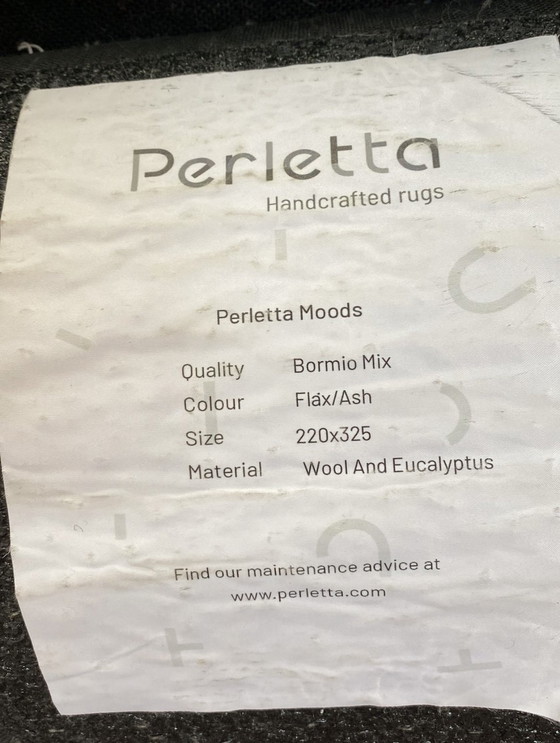 Perletta
Handcrafted rugs
Perletta Moods
Quality Bormio Mix
Colour Flax/Ash
Size 220x325
Material Wool And Eucalyptus
Find our maintenance advice at
www.perletta.com